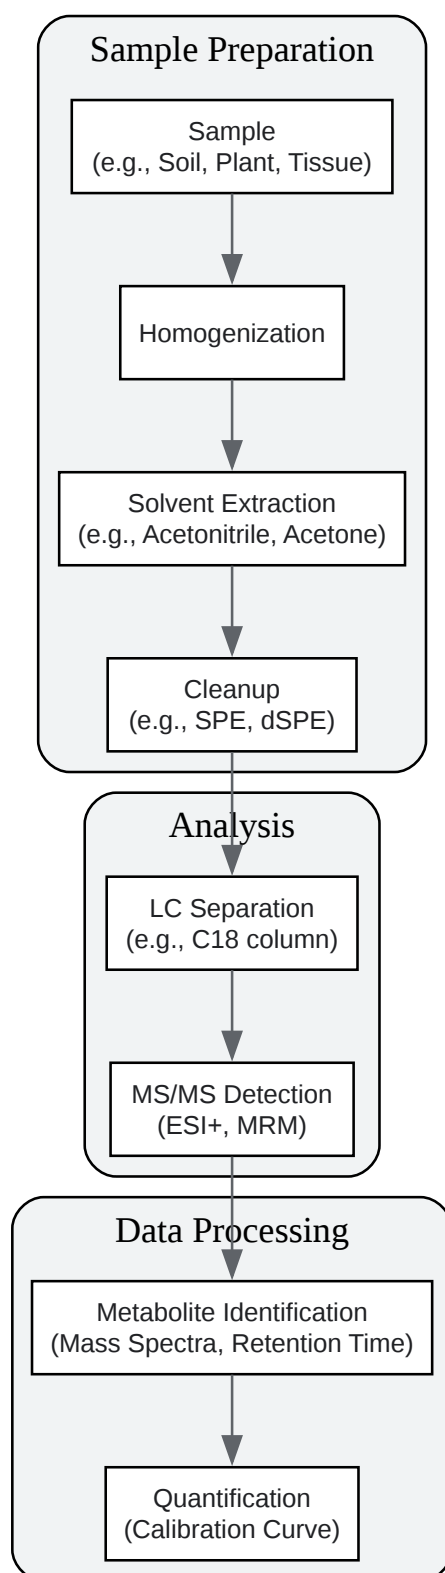 Sample Preparation
Sample
(e.g., Soil, Plant, Tissue)
Homogenization
Solvent Extraction
(e.g., Acetonitrile, Acetone)
Cleanup
(e.g., SPE, dSPE)
Analysis
LC Separation
(e.g., C18 column)
MS/MS Detection
(ESI+, MRM)
Data Processing
Metabolite Identification
(Mass Spectra, Retention Time)
Quantification
(Calibration Curve)